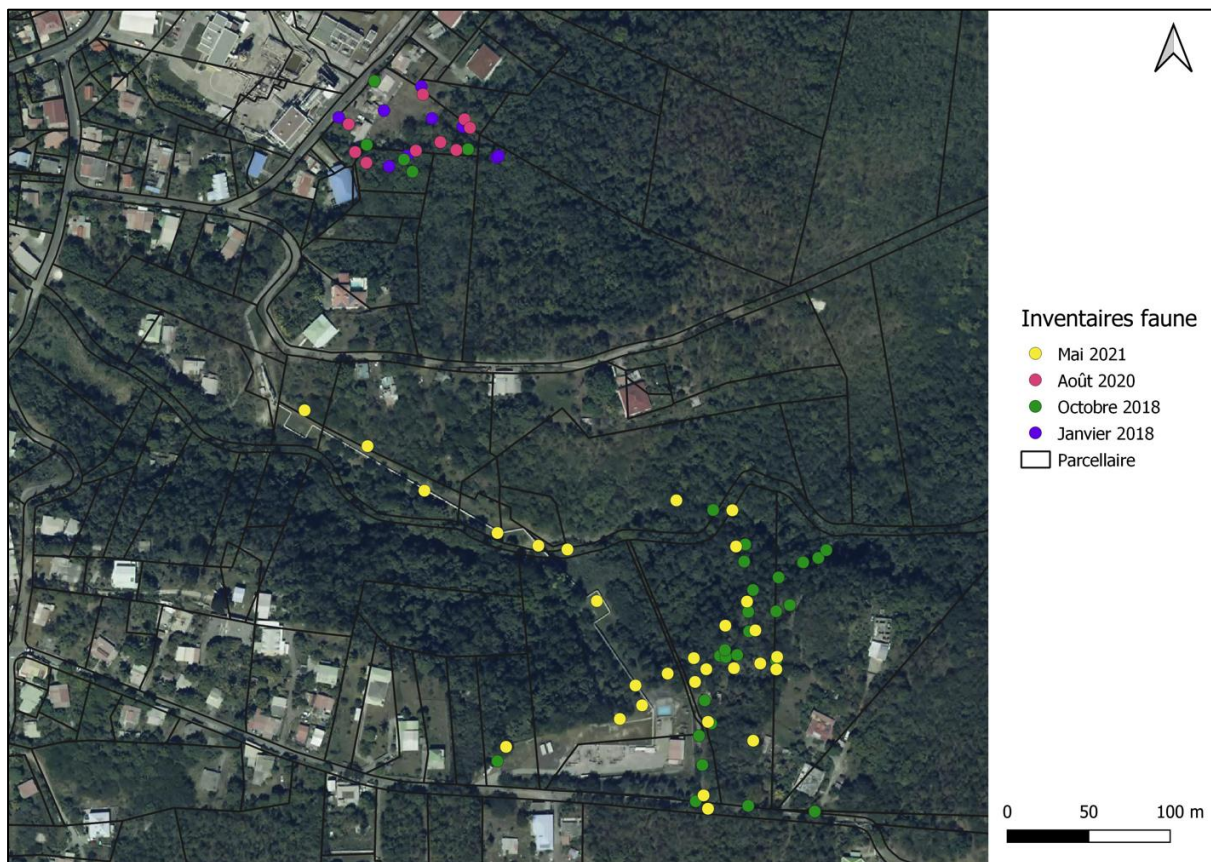 Inventaires faune
Mai 2021
Août 2020
Octobre 2018
Janvier 2018
Parcellaire
0 50 100 m